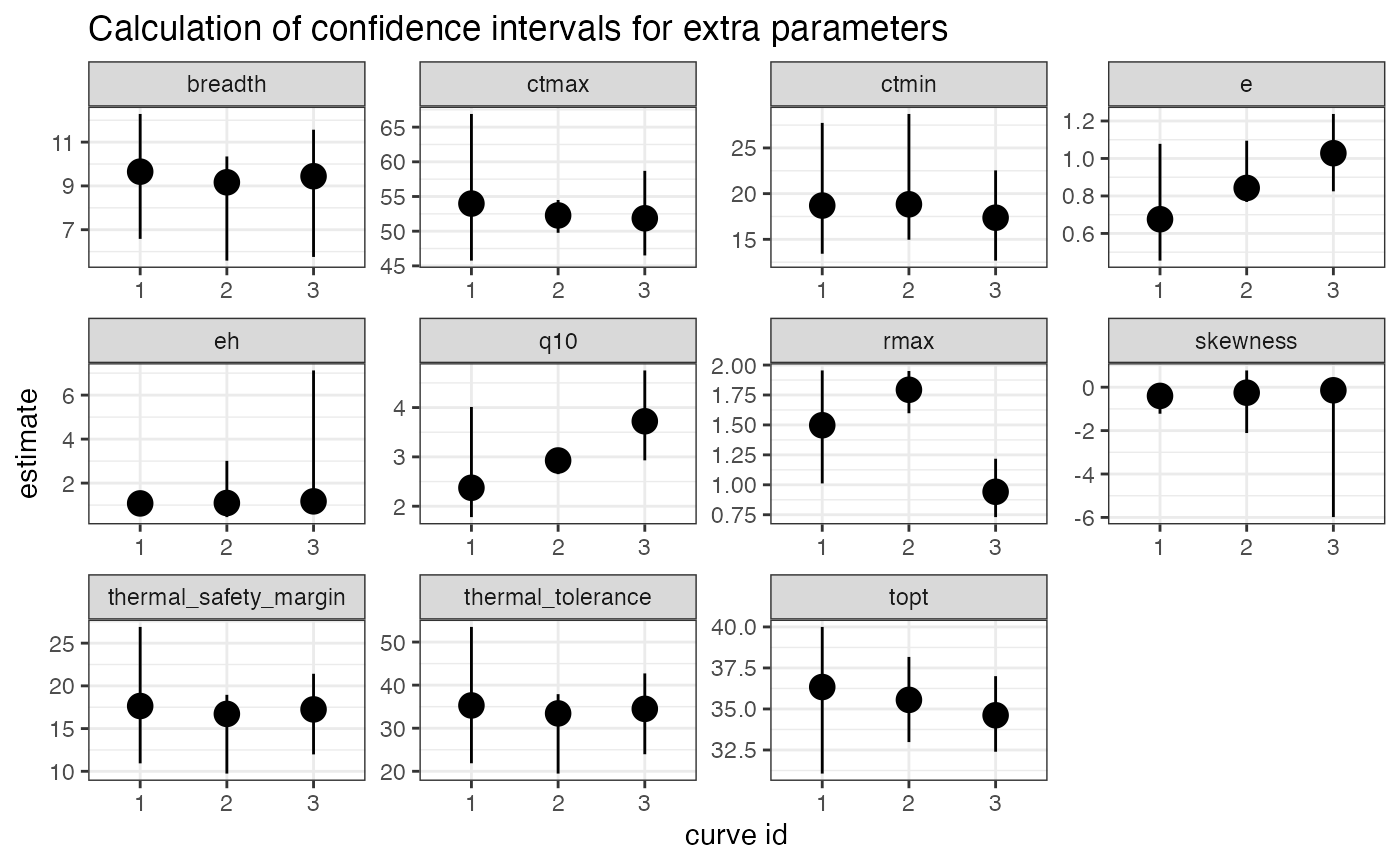 Calculation of confidence intervals for extra parameters
breadth ctmax ctmin e
11 9 7
65 60 55 50 45
25 20 15
1.2 1.0 0.8 0.6
1 2 3 1 2 3 1 2 3 1 2 3
eh q10 rmax skewness
6 4 2
4 3 2
2.00 1.75 1.50 1.25 1.00 0.75
0 -2 -4 -6
1 2 3 1 2 3 1 2 3 1 2 3
estimate
thermal_safety_margin thermal_tolerance topt
25 20 15 10
50 40 30 20
40.0 37.5 35.0 32.5
1 2 3 1 2 3 1 2 3
curve id